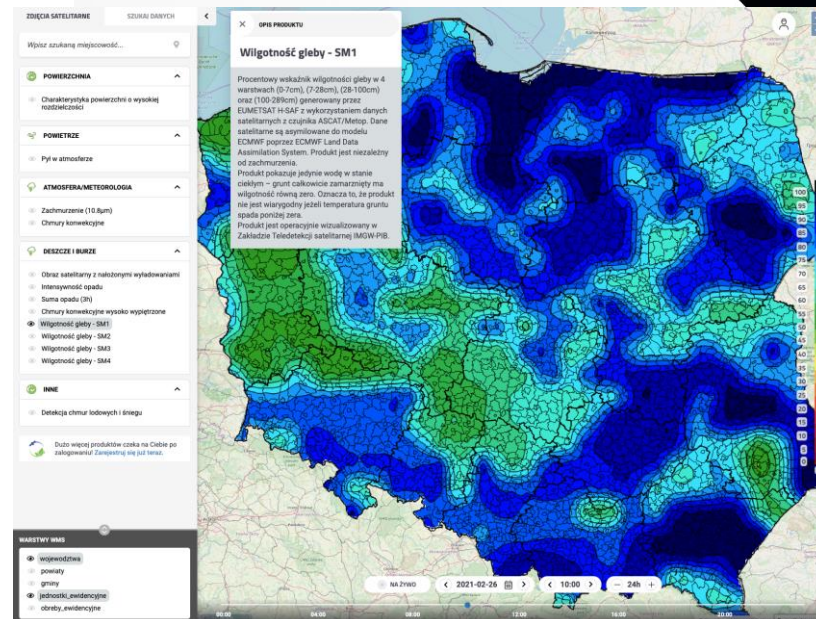 ZDJĘCIA SATELITARNE
SZUKAJ DANYCH
Wpisz szukaną miejscowość...
POWIERZCHNIA
Charakterystyka powierzchni o wysokiej
rozdzielczości
POWIETRZE
Pył w atmosferze
ATMOSFERA/METEOROLOGIA
Zachmurzenie (10.8µm)
Chmury konwekcyjne
DESZCZE I BURZE
Obraz satelitarny z nałożonymi wyładowaniami
Intensywność opadu
Suma opadu (3h)
Chmury konwekcyjne wysoko wypiętrzone
Wilgotność gleby - SM1
Wilgotność gleby - SM2
Wilgotność gleby - SM3
Wilgotność gleby - SM4
INNE
Detekcja chmur lodowych i śniegu
Dużo więcej produktów czeka na Ciebie po
zalogowaniu! Zarejestruj się już teraz.
WARSTWY WMS
województwa
powiaty
gminy
jednostki_ewidencyjne
obreby_ewidencyjne
OPIS PRODUKTU
Wilgotność gleby - SM1
Procentowy wskaźnik wilgotności gleby w 4
warstwach (0-7cm), (7-28cm), (28-100cm)
oraz (100-289cm) generowany przez
EUMETSAT H-SAF z wykorzystaniem danych
satelitarnych z czujnika ASCAT/Metop. Dane
satelitarne są asymilowane do modelu
ECMWF poprzez ECMWF Land Data
Assimilation System. Produkt jest niezależny
od zachmurzenia.
Produkt pokazuje jedynie wodę w stanie
ciekłym – grunt całkowicie zamarznięty ma
wilgotność równą zero. Oznacza to, że produkt
nie jest wiarygodny jeżeli temperatura gruntu
spada poniżej zera.
Produkt jest operacyjnie wizualizowany w
Zakładzie Teledetekcji satelitarnej IMGW-PIB.
100
95
90
85
80
75
70
65
60
55
50
45
40
35
30
25
20
15
10
5
0
NA ŻYWO
2021-02-26
10:00
24h
00:00
04:00
08:00
12:00
16:00
20:00